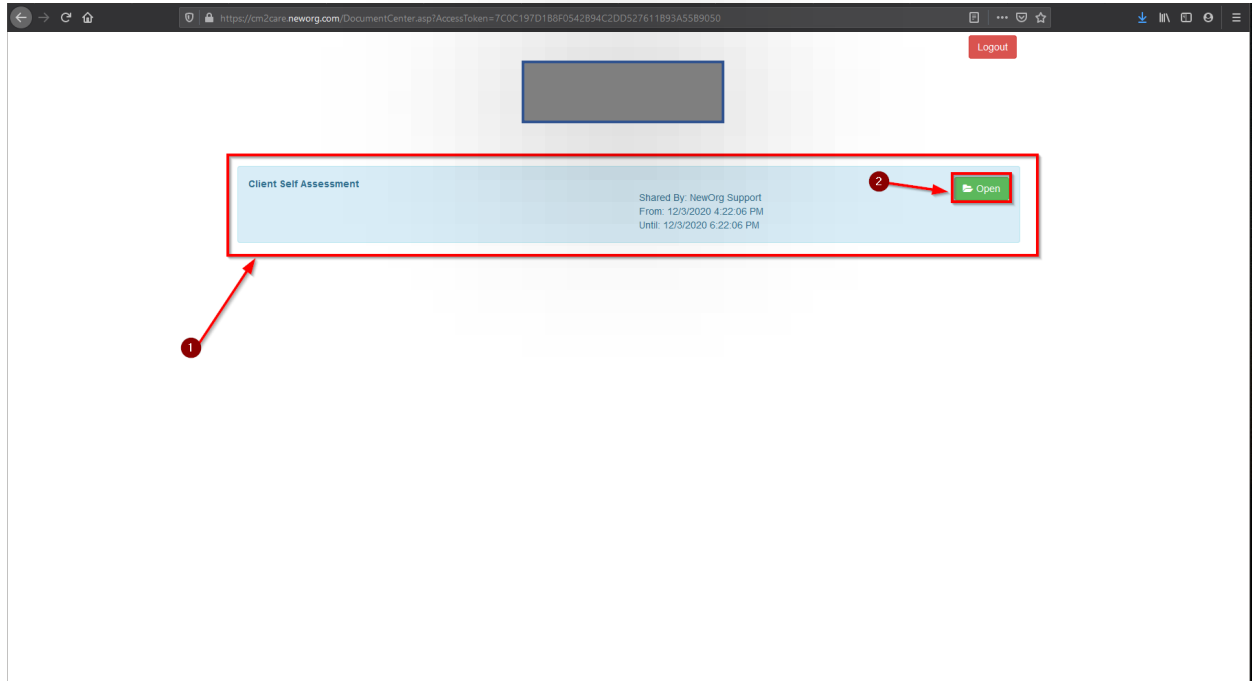 https://cm2care.neworg.com/DocumentCenter.asp?AccessToken=7C0C197D1B8F0542B94C2DD527611B93A55B9050
Logout
Client Self Assessment
2
Open
Shared By: NewOrg Support
From: 12/3/2020 4:22:06 PM
Until: 12/3/2020 6:22:06 PM
1